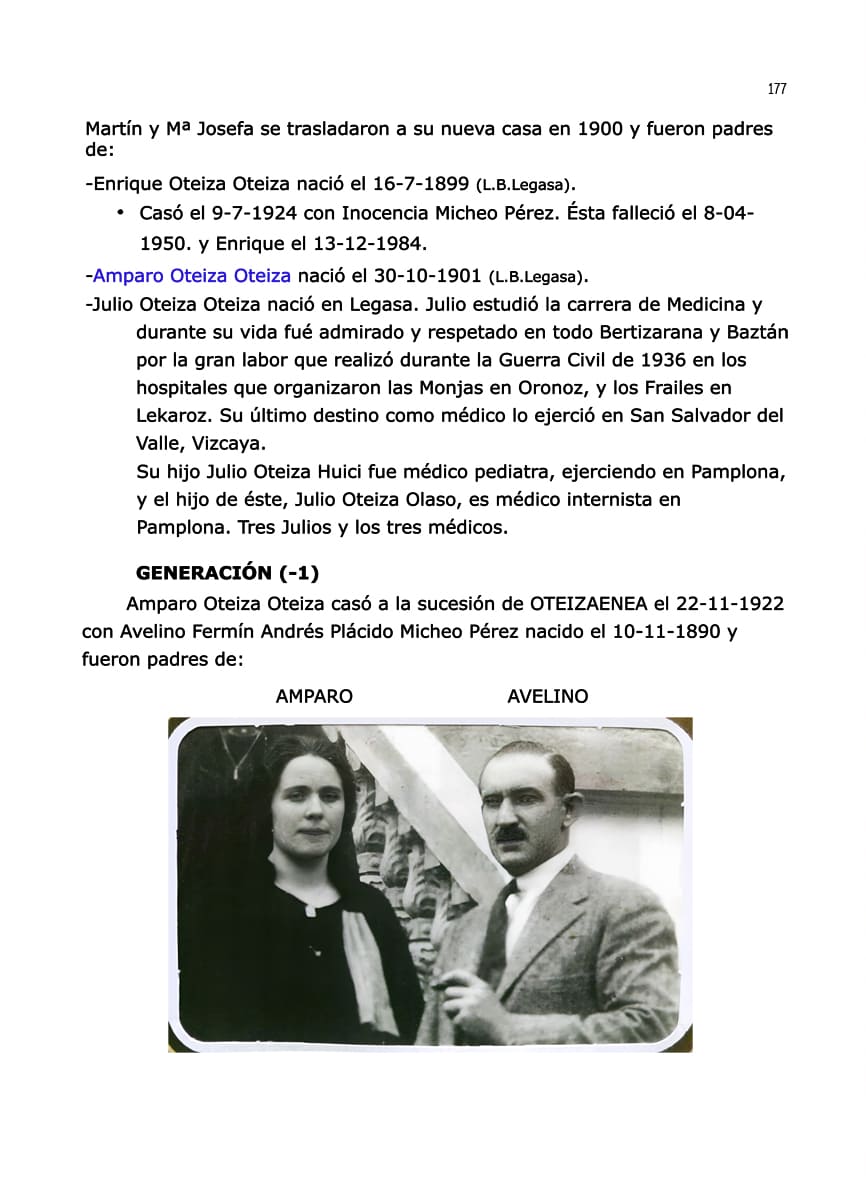 177
Martín y Mª Josefa se trasladaron a su nueva casa en 1900 y fueron padres
de:
-Enrique Oteiza Oteiza nació el 16-7-1899 (L.B.Legasa).
• Casó el 9-7-1924 con Inocencia Micheo Pérez. Ésta falleció el 8-04-
1950. y Enrique el 13-12-1984.
-Amparo Oteiza Oteiza nació el 30-10-1901 (L.B.Legasa).
-Julio Oteiza Oteiza nació en Legasa. Julio estudió la carrera de Medicina y
durante su vida fué admirado y respetado en todo Bertizarana y Baztán
por la gran labor que realizó durante la Guerra Civil de 1936 en los
hospitales que organizaron las Monjas en Oronoz, y los Frailes en
Lekaroz. Su último destino como médico lo ejerció en San Salvador del
Valle, Vizcaya.
Su hijo Julio Oteiza Huici fue médico pediatra, ejerciendo en Pamplona,
y el hijo de éste, Julio Oteiza Olaso, es médico internista en
Pamplona. Tres Julios y los tres médicos.
GENERACIÓN (-1)
Amparo Oteiza Oteiza casó a la sucesión de OTEIZAENEA el 22-11-1922
con Avelino Fermín Andrés Plácido Micheo Pérez nacido el 10-11-1890 y
fueron padres de:
AMPARO AVELINO